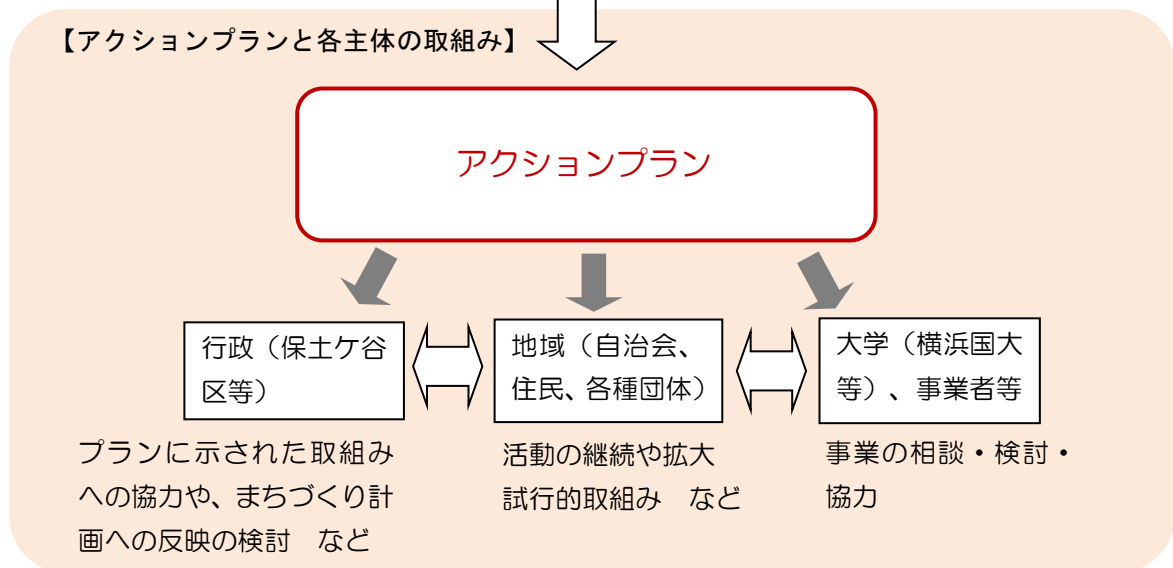 【アクションプランと各主体の取組み】
アクションプラン
行政（保土ケ谷
区等）
地域（自治会、
住民、各種団体）
大学（横浜国大
等）、事業者等
プランに示された取組み
への協力や、まちづくり計
画への反映の検討　など
活動の継続や拡大
試行的取組み　など
事業の相談・検討・
協力